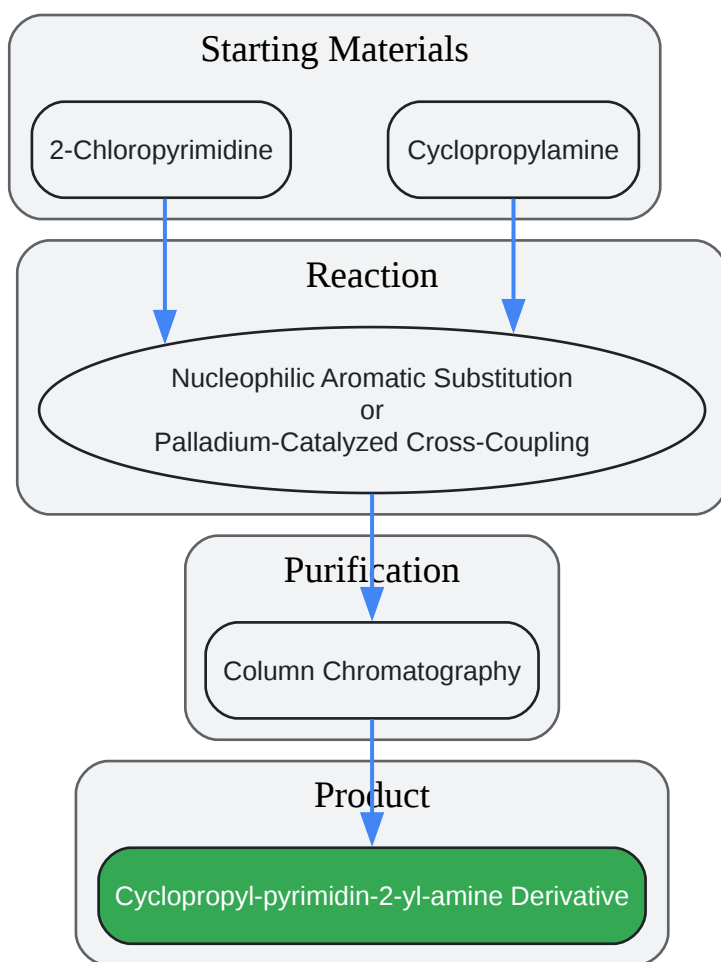 Starting Materials
2-Chloropyrimidine
Cyclopropylamine
Reaction
Nucleophilic Aromatic Substitution
or
Palladium-Catalyzed Cross-Coupling
Purification
Column Chromatography
Product
Cyclopropyl-pyrimidin-2-yl-amine Derivative